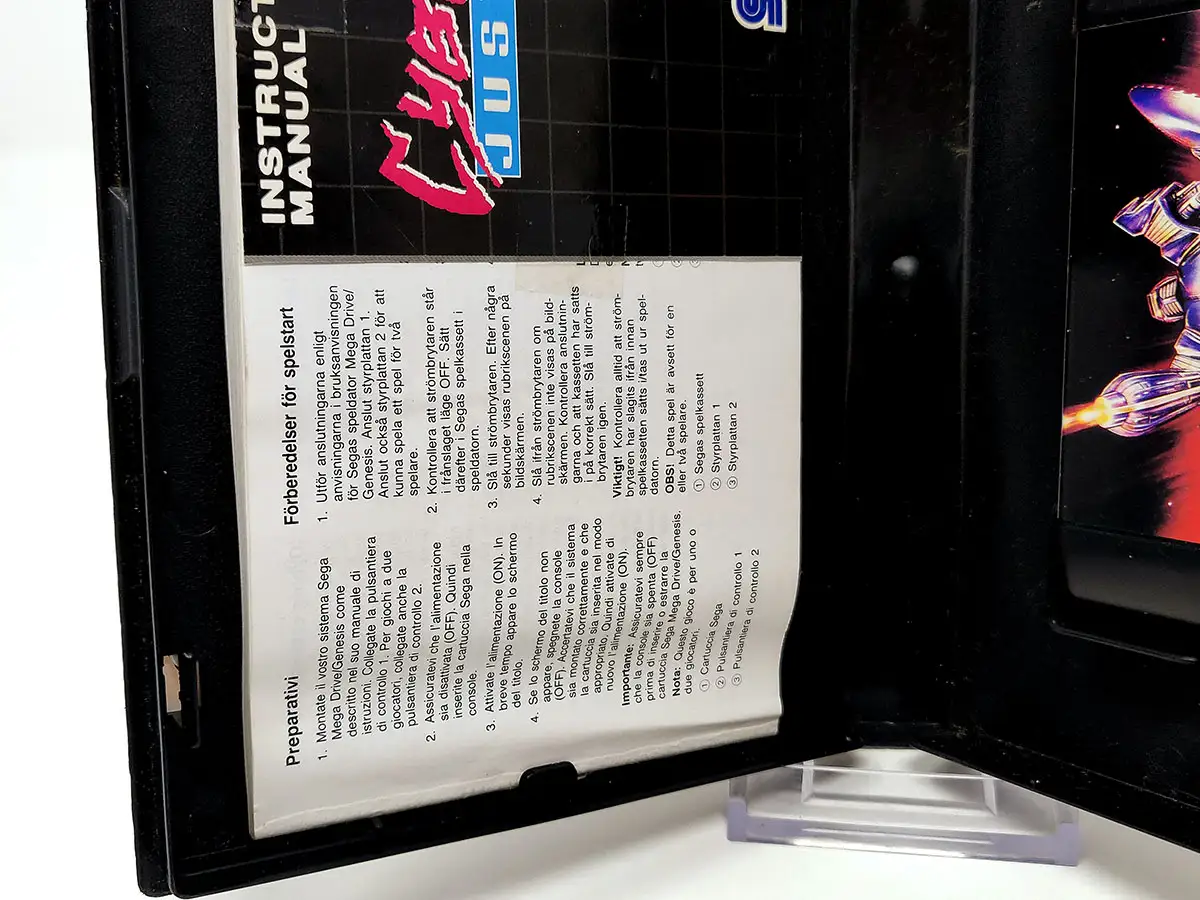 INSTRUCT
MANUAL
JUS
Preparativi
1. Montate il vostro sistema Sega
Mega Drive/Genesis come
descritto nel suo manuale di
istruzioni. Collegate la pulsantiera
di controllo 1. Per giochi a due
giocatori, collegate anche la
pulsantiera di controllo 2.
2. Assicuratevi che l'alimentazione
sia disattivata (OFF). Quindi
inserite la cartuccia Sega nella
console.
3. Attivate l'alimentazione (ON). In
breve tempo appare lo schermo
del titolo.
4. Se lo schermo del titolo non
appare, spegnete la console
(OFF). Accertatevi che il sistema
sia montato correttamente e che
la cartuccia sia inserita nel modo
appropriato. Quindi attivate di
nuovo l'alimentazione (ON).
Importante: Assicuratevi sempre
che la console sia spenta (OFF)
prima di inserire o estrarre la
cartuccia Sega Mega Drive/Genesis.
Nota: Questo gioco è per uno o
due giocatori.
① Cartuccia Sega
② Pulsantiera di controllo 1
③ Pulsantiera di controllo 2
Förberedelser för spelstart
1. Utför anslutningarna enligt
anvisningarna i bruksanvisningen
för Segas speldator Mega Drive/
Genesis. Anslut styrplattan 1.
Anslut också styrplattan 2 för att
kunna spela ett spel för två
spelare.
2. Kontrollera att strömbrytaren står
i frånslaget läge OFF. Sätt
därefter i Segas spelkassett i
speldatorn.
3. Slå till strömbrytaren. Efter några
sekunder visas rubrikscenen på
bildskärmen.
4. Slå ifrån strömbrytaren om
rubrikscenen inte visas på bild-
skärmen. Kontrollera anslutnin-
garna och att kassetten har satts
i på korrekt sätt. Slå till ström-
brytaren igen.
Viktigt! Kontrollera alltid att ström-
brytaren har slagits ifrån innan
spelkassetten sätts i/tas ut ur spel-
datorn.
OBS! Detta spel är avsett för en
eller två spelare.
① Segas spelkassett
② Styrplattan 1
③ Styrplattan 2